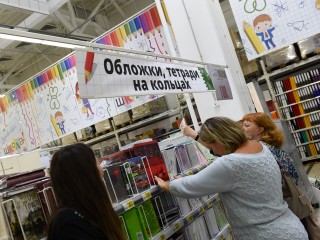 Обложки, тетради
на кольцах